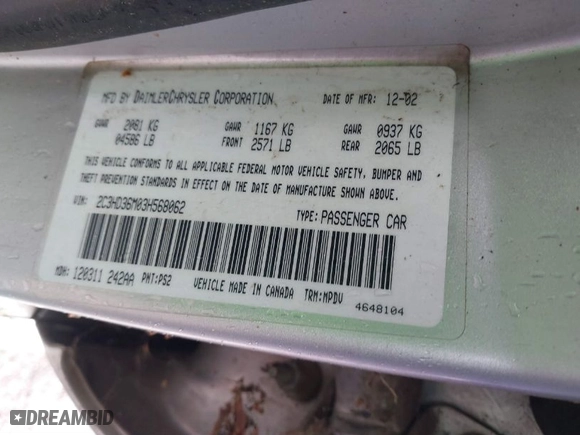 MFD BY DAIMLERCHRYSLER CORPORATION DATE OF MFR: 12-02
GAWR 2081 KG GAWR 1167 KG GAWR 0937 KG
04586 LB FRONT 2571 LB REAR 2065 LB
THIS VEHICLE CONFORMS TO ALL APPLICABLE FEDERAL MOTOR VEHICLE SAFETY, BUMPER AND
THEFT PREVENTION STANDARDS IN EFFECT ON THE DATE OF MANUFACTURE SHOWN ABOVE.
VIN: 2C3HD36M03H568062 TYPE: PASSENGER CAR
MDH: 120311 242AA PNT:PS2 VEHICLE MADE IN CANADA TRM:MPDV
4648104
DREAMBID